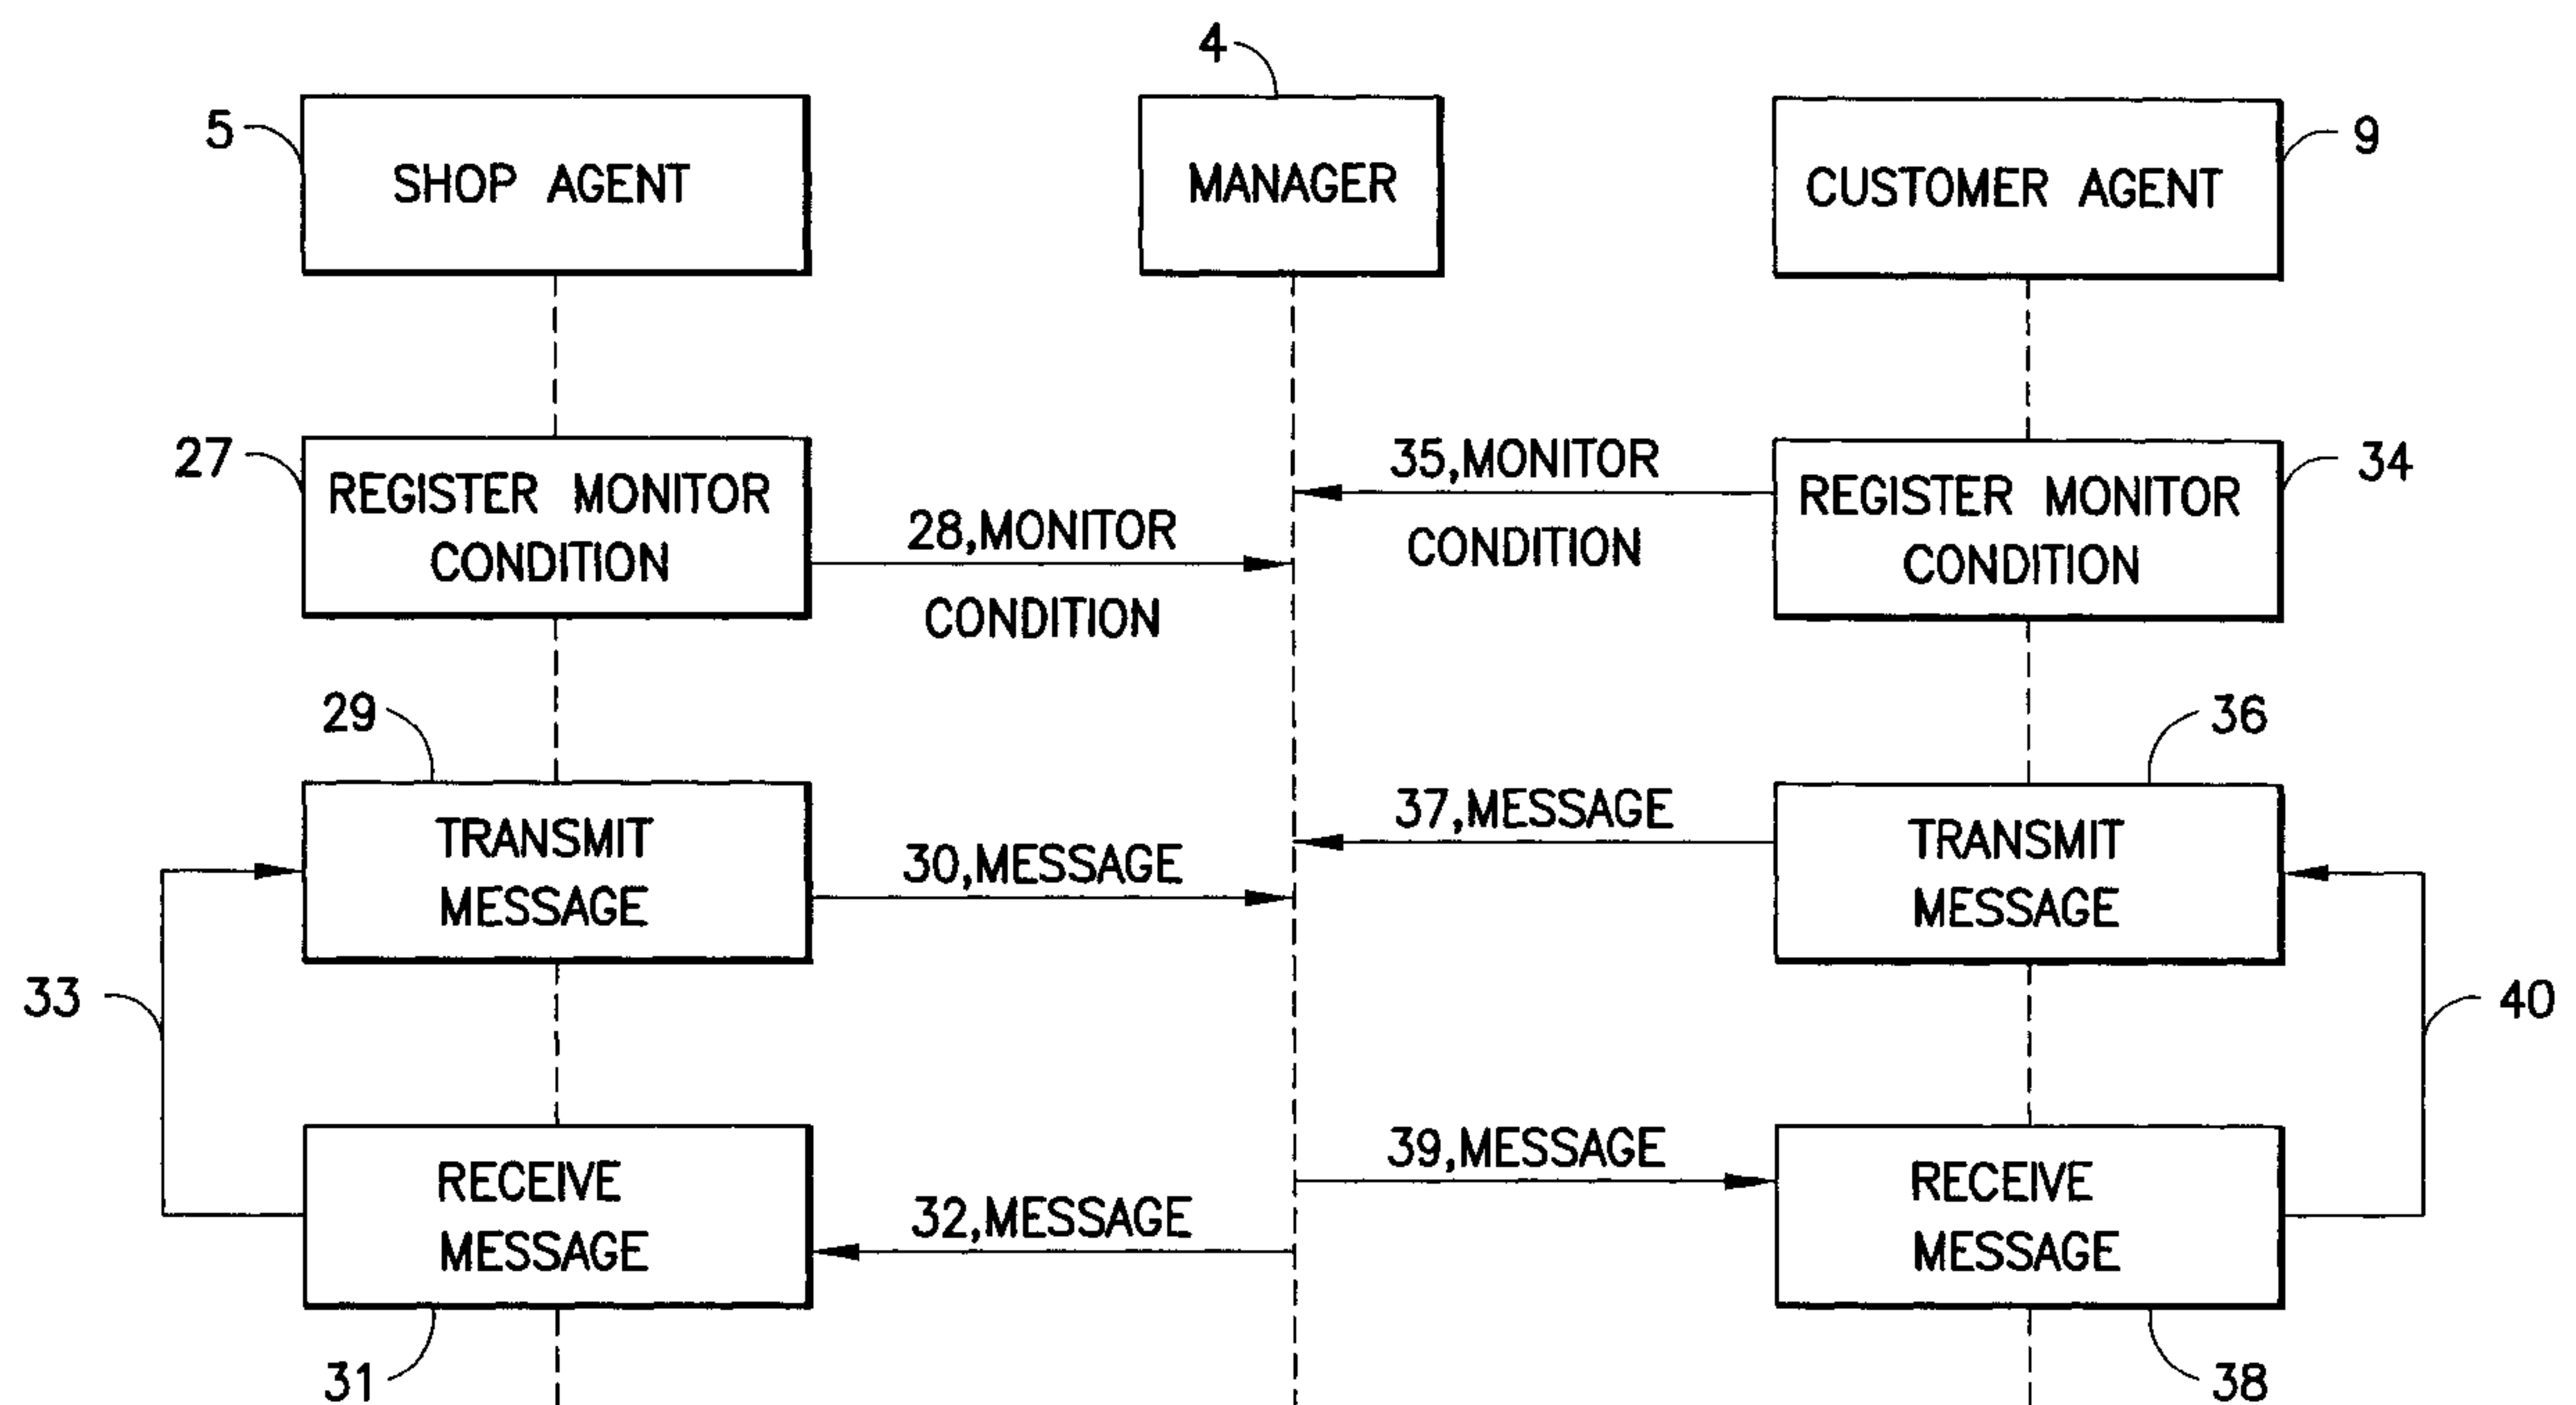 4
5
SHOP AGENT
MANAGER
CUSTOMER AGENT
9
27
REGISTER MONITOR
CONDITION
28,MONITOR
CONDITION
35,MONITOR
CONDITION
REGISTER MONITOR
CONDITION
34
29
TRANSMIT
MESSAGE
30,MESSAGE
37,MESSAGE
36
TRANSMIT
MESSAGE
33
40
RECEIVE
MESSAGE
31
32,MESSAGE
39,MESSAGE
RECEIVE
MESSAGE
38